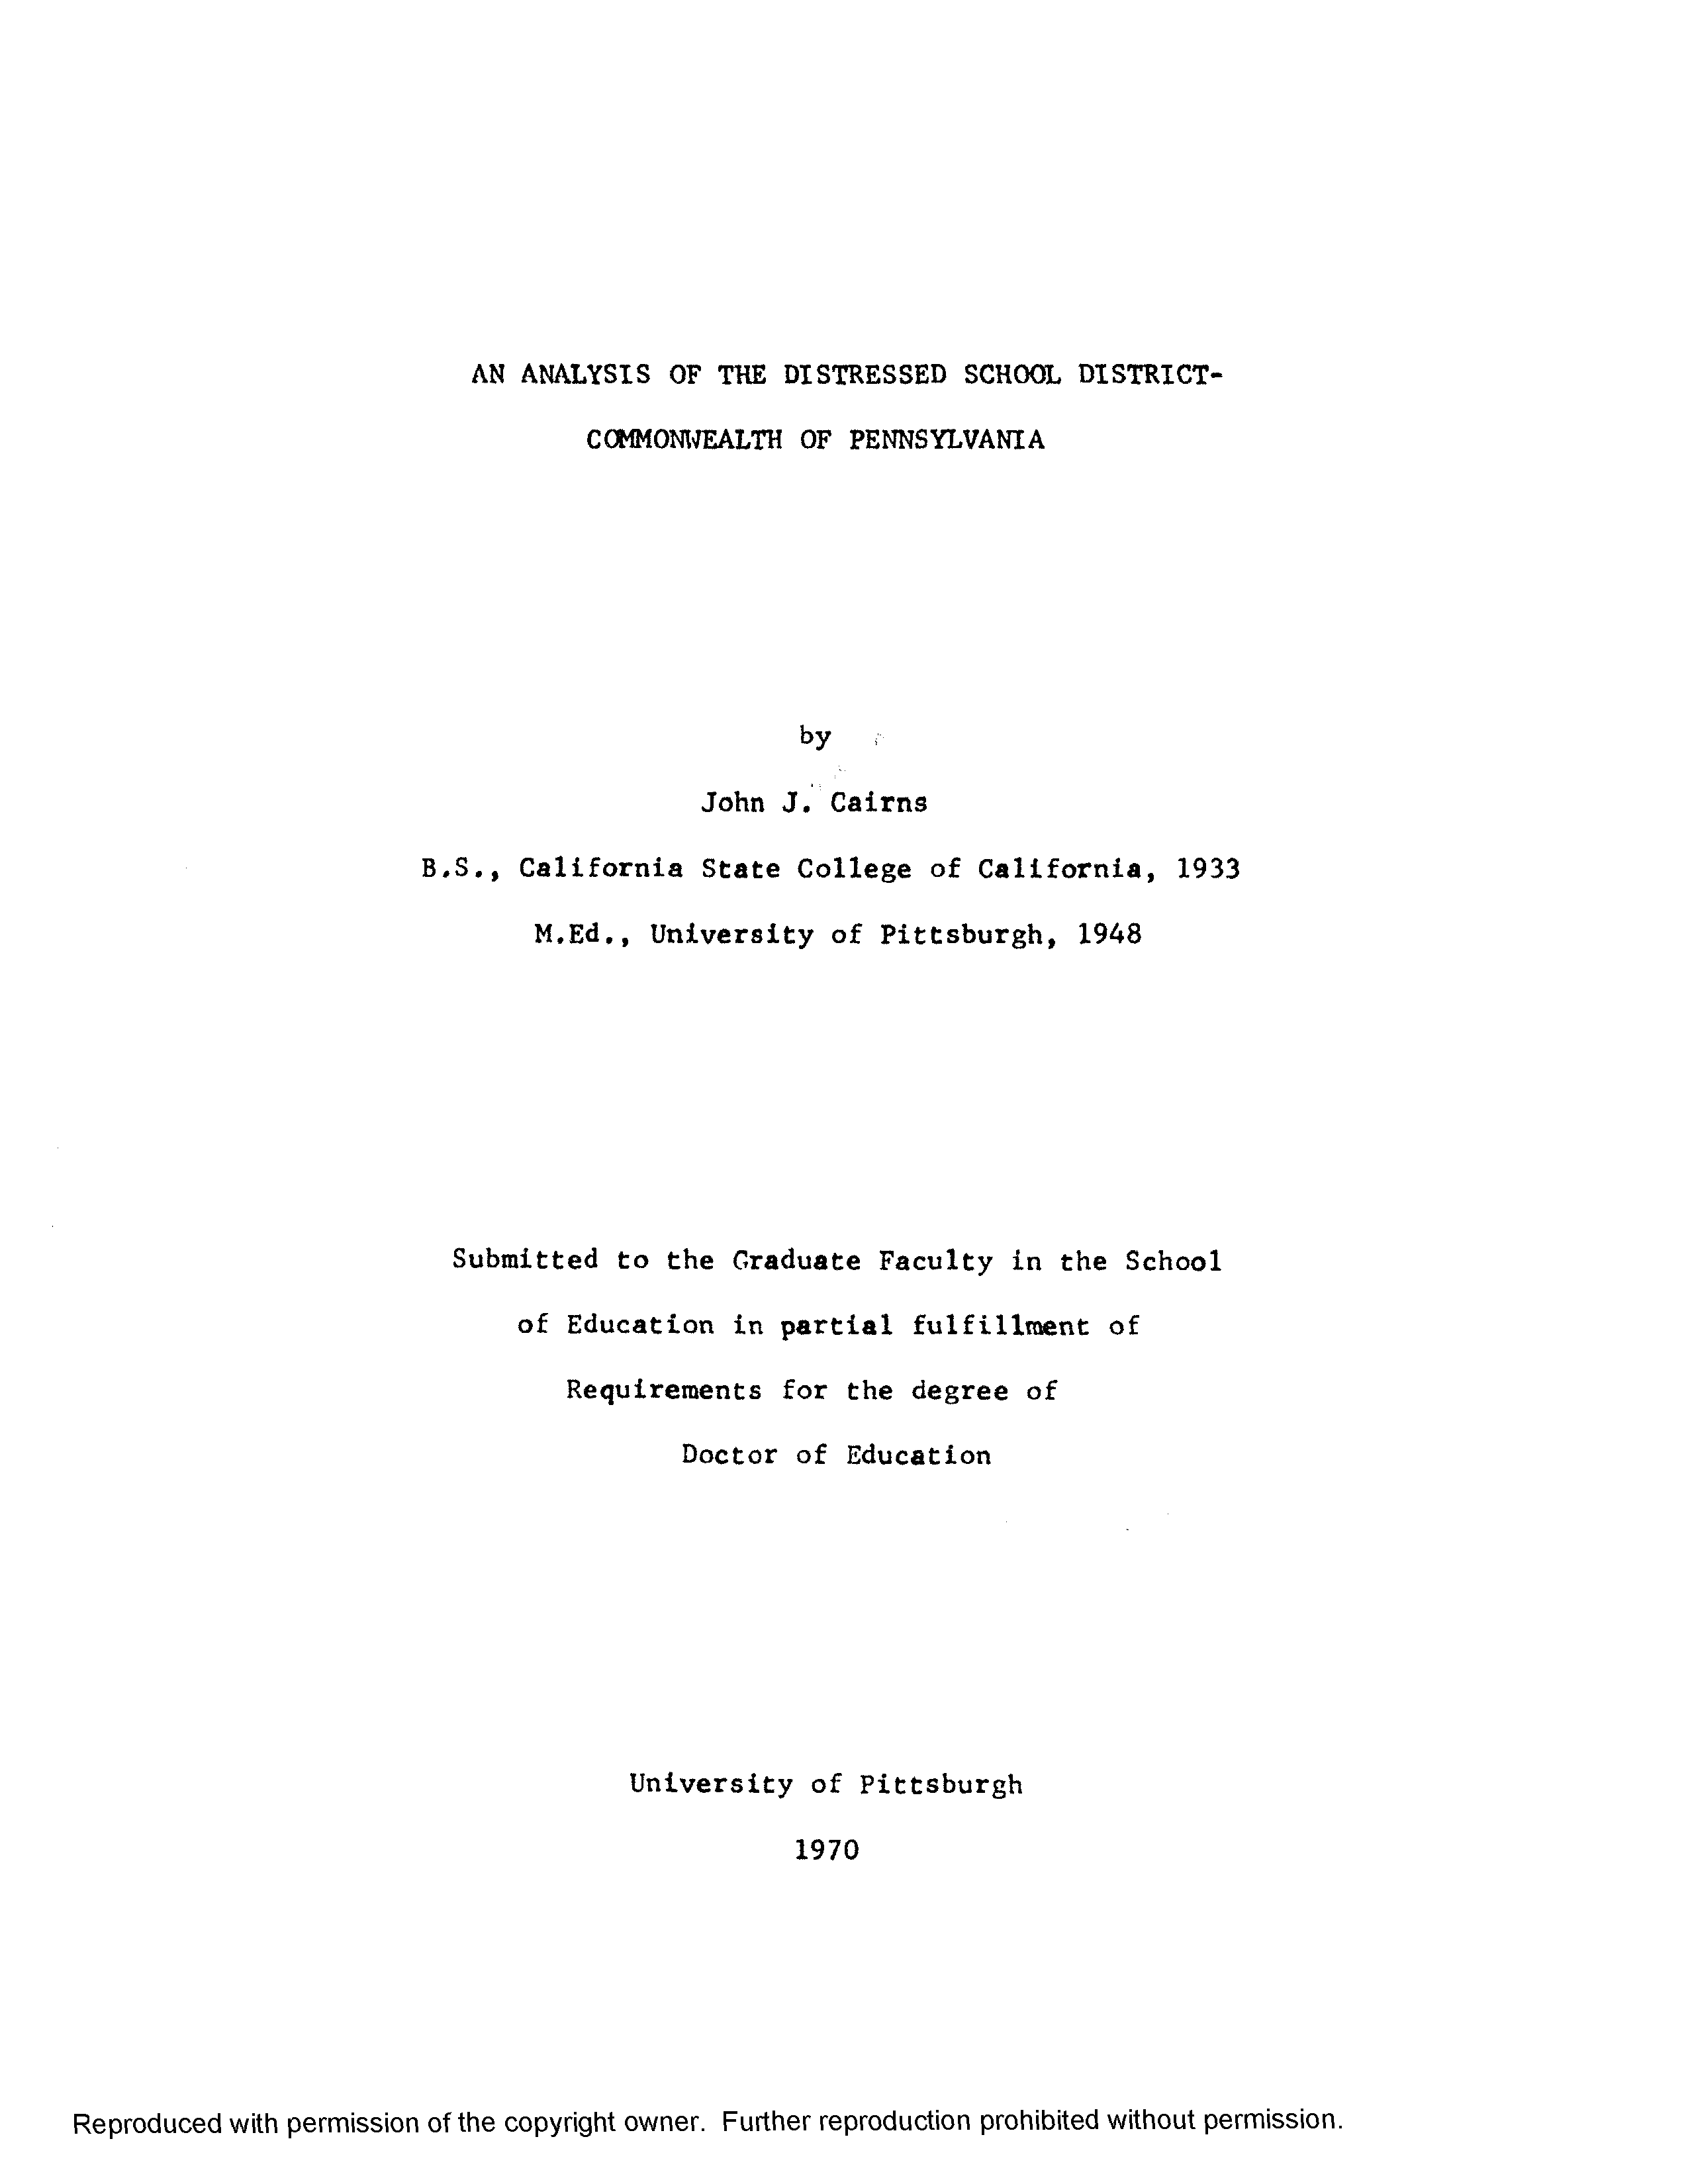 AN ANALYSIS OF THE DISTRESSED SCHOOL DISTRICT-
COMMONWEALTH OF PENNSYLVANIA
by
John J. Cairns
B.S., California State College of California, 1933
M.Ed., University of Pittsburgh, 1948
Submitted to the Graduate Faculty in the School
of Education in partial fulfillment of
Requirements for the degree of
Doctor of Education
University of Pittsburgh
1970
Reproduced with permission of the copyright owner. Further reproduction prohibited without permission.